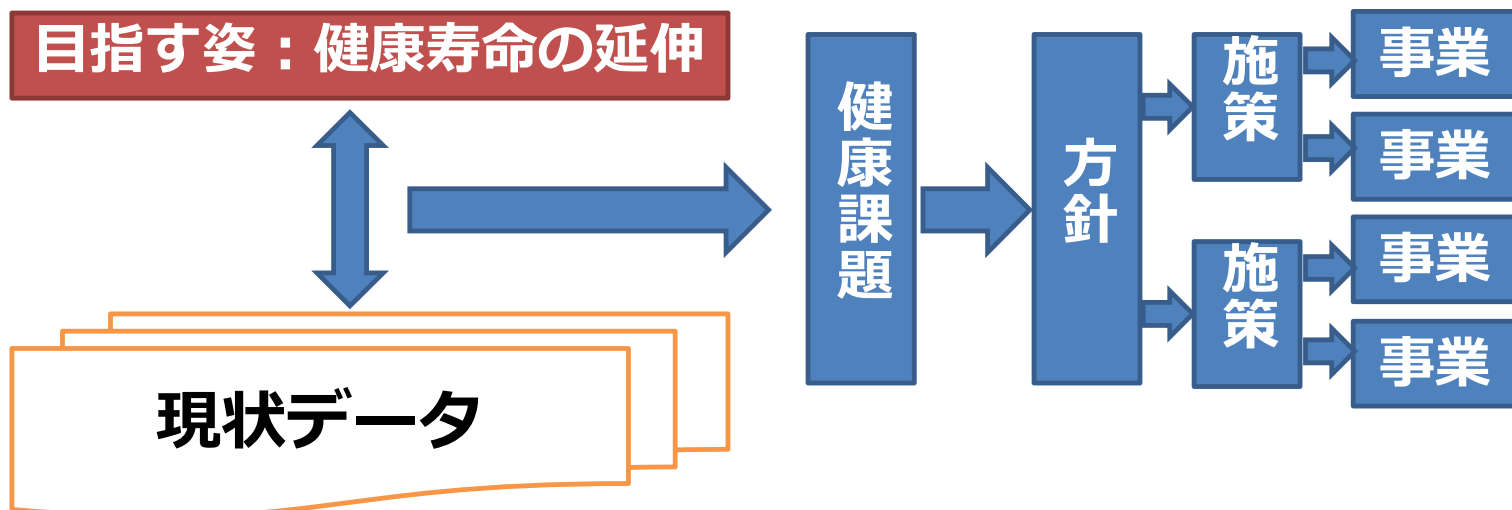 目指す姿：健康寿命の延伸
現状データ
健康課題
方針
施策
事業
事業
施策
事業
事業